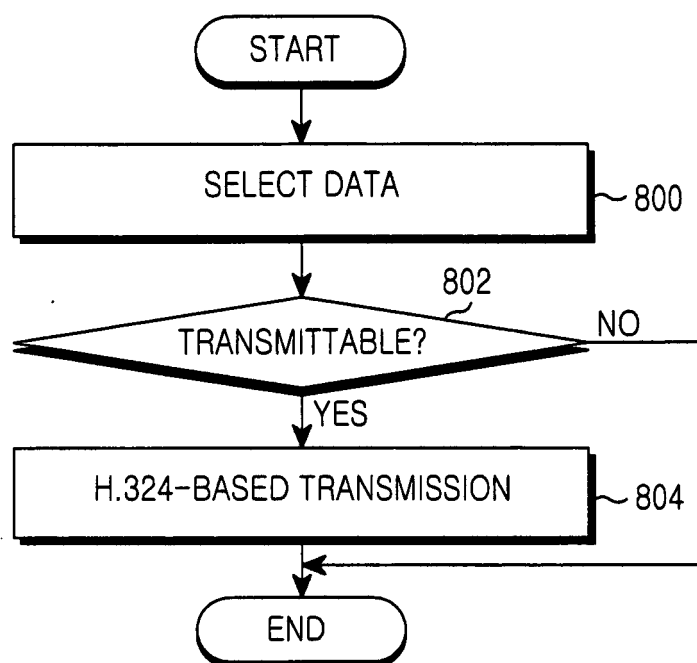 START
SELECT DATA
800
802
TRANSMITTABLE?
NO
YES
H.324-BASED TRANSMISSION
804
END